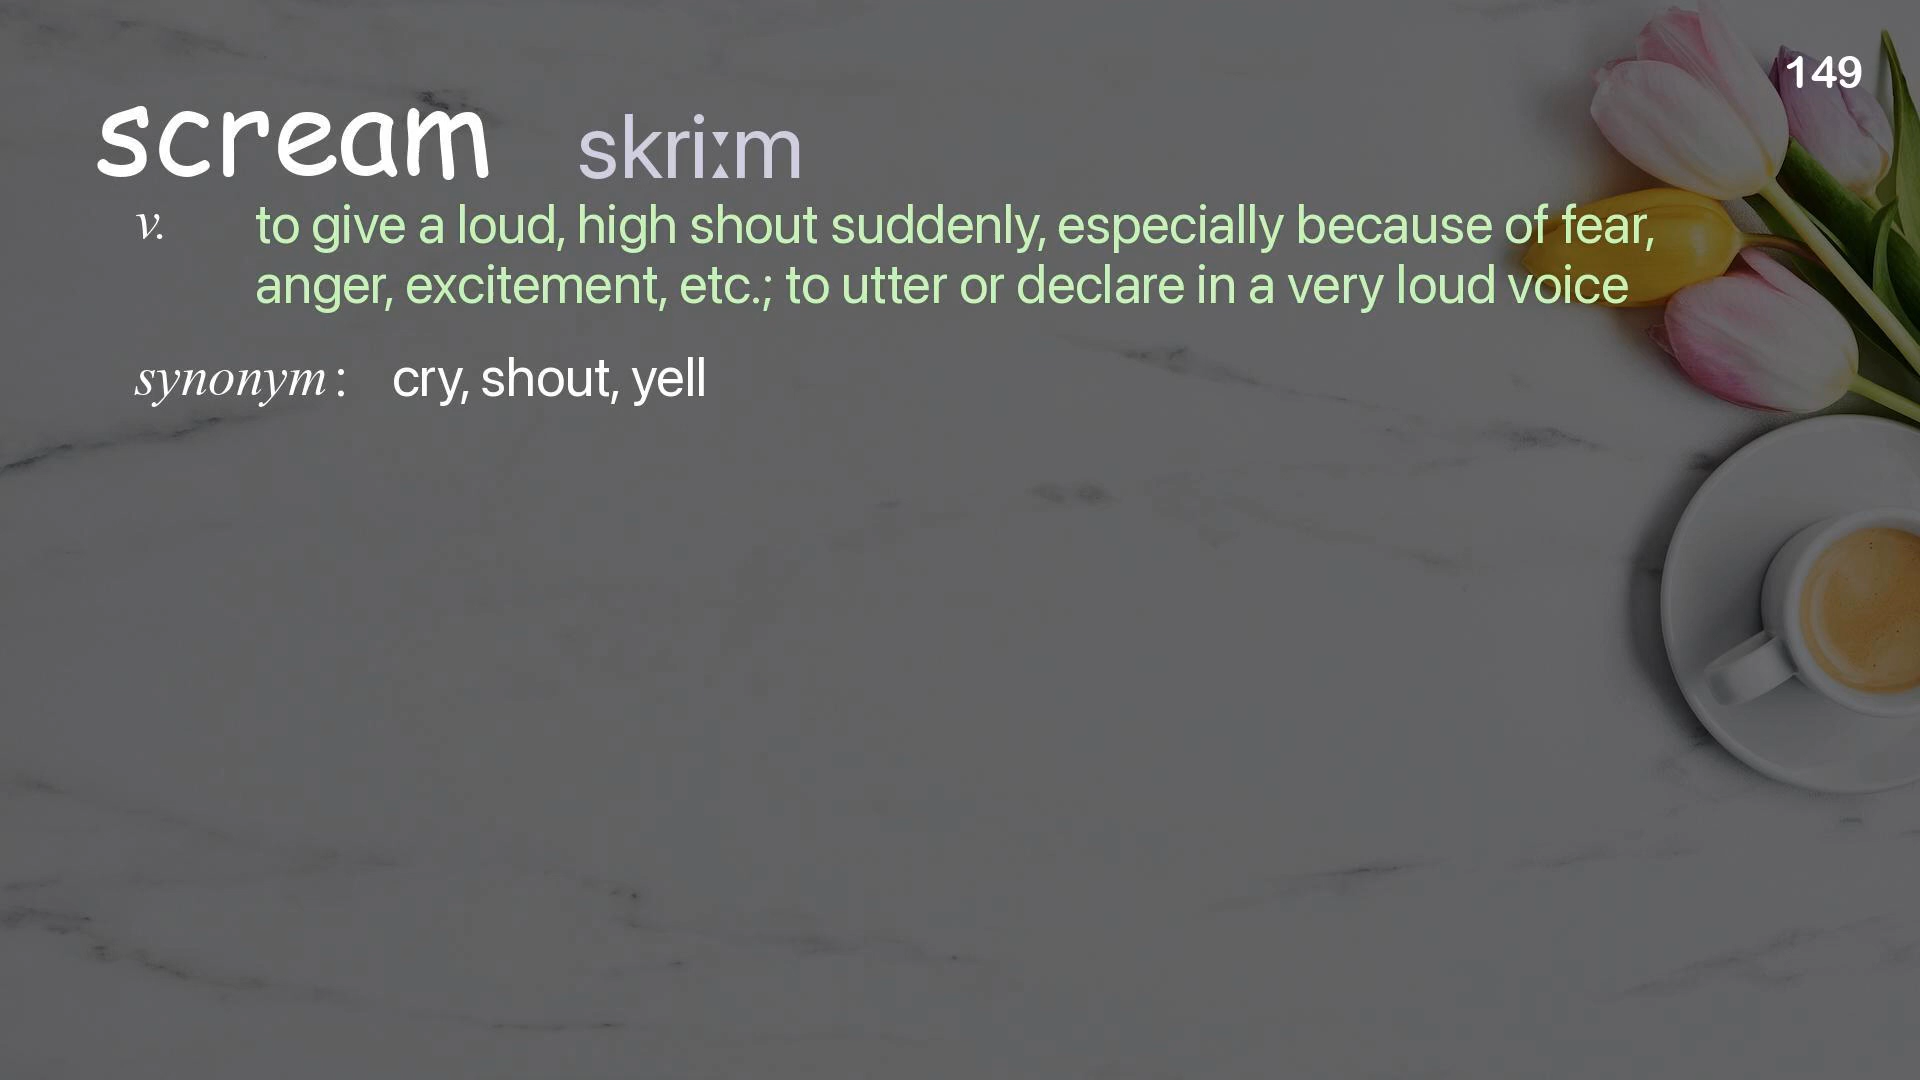 149
scream skriːm
v. to give a loud, high shout suddenly, especially because of fear,
anger, excitement, etc.; to utter or declare in a very loud voice
synonym : cry, shout, yell